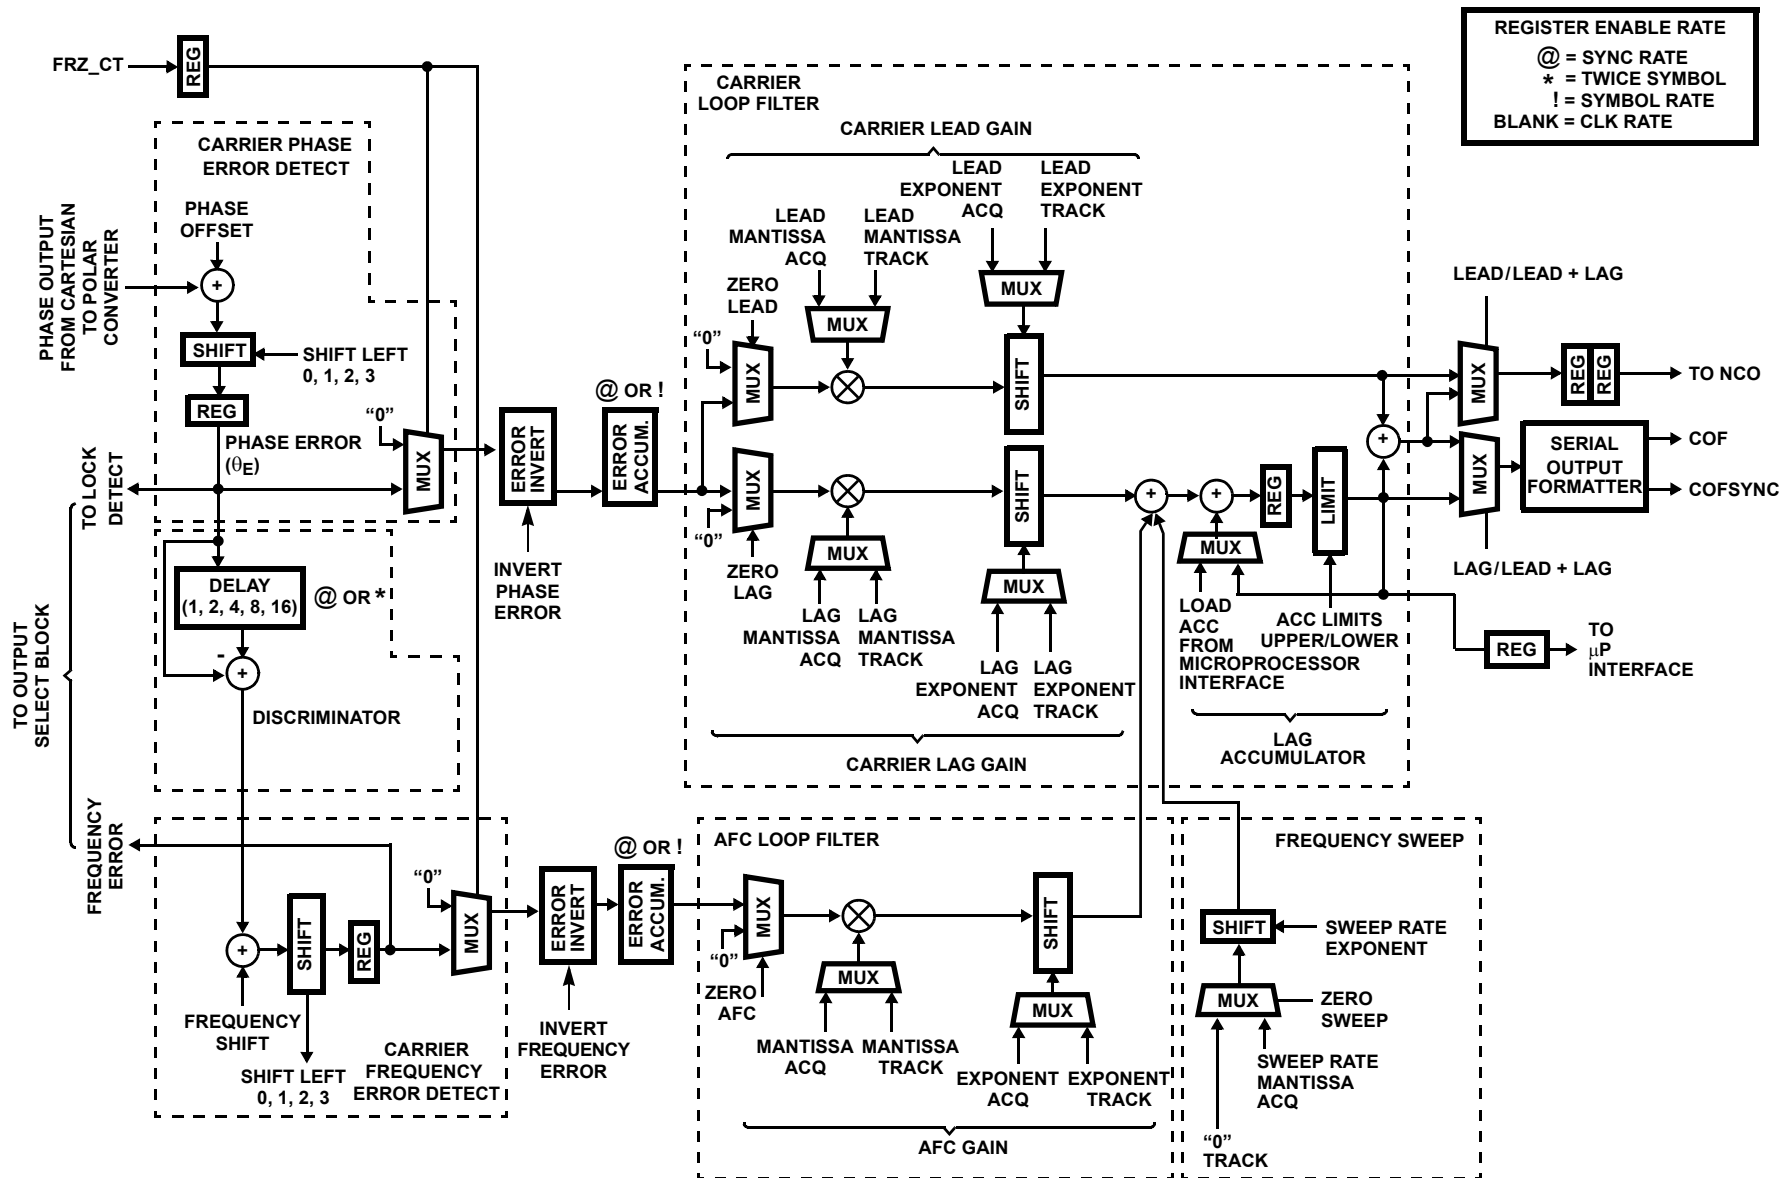 REGISTER ENABLE RATE
@ = SYNC RATE
* = TWICE SYMBOL
! = SYMBOL RATE
BLANK = CLK RATE
FRZ_CT
REG
CARRIER PHASE
ERROR DETECT
PHASE OUTPUT
FROM CARTESIAN
TO POLAR
CONVERTER
PHASE
OFFSET
+
SHIFT
SHIFT LEFT
0, 1, 2, 3
REG
“0”
MUX
PHASE ERROR
(θE)
TO LOCK
DETECT
TO OUTPUT
SELECT BLOCK
DELAY
(1, 2, 4, 8, 16)
@ OR *
-
+
DISCRIMINATOR
FREQUENCY
ERROR
+
SHIFT
REG
“0”
MUX
FREQUENCY
SHIFT
SHIFT LEFT
0, 1, 2, 3
CARRIER
FREQUENCY
ERROR DETECT
ERROR
INVERT
INVERT
PHASE
ERROR
@ OR !
ERROR
ACCUM.
ERROR
INVERT
INVERT
FREQUENCY
ERROR
@ OR !
ERROR
ACCUM.
CARRIER
LOOP FILTER
CARRIER LEAD GAIN
LEAD
EXPONENT
ACQ
LEAD
EXPONENT
TRACK
LEAD
MANTISSA
ACQ
LEAD
MANTISSA
TRACK
ZERO
LEAD
MUX
MUX
“0”
MUX
SHIFT
MUX
“0”
SHIFT
ZERO
LAG
MUX
MUX
LAG
MANTISSA
ACQ
LAG
MANTISSA
TRACK
LAG
EXPONENT
ACQ
LAG
EXPONENT
TRACK
CARRIER LAG GAIN
+
+
REG
LIMIT
MUX
LOAD
ACC
FROM
MICROPROCESSOR
INTERFACE
ACC LIMITS
UPPER/LOWER
LAG
ACCUMULATOR
+
LEAD/LEAD + LAG
MUX
REG
REG
TO NCO
MUX
SERIAL
OUTPUT
FORMATTER
COF
COFSYNC
LAG/LEAD + LAG
REG
TO
μP
INTERFACE
AFC LOOP FILTER
MUX
“0”
ZERO
AFC
MUX
MANTISSA
ACQ
MANTISSA
TRACK
SHIFT
MUX
EXPONENT
ACQ
EXPONENT
TRACK
AFC GAIN
FREQUENCY SWEEP
SHIFT
SWEEP RATE
EXPONENT
MUX
ZERO
SWEEP
SWEEP RATE
MANTISSA
ACQ
“0”
TRACK